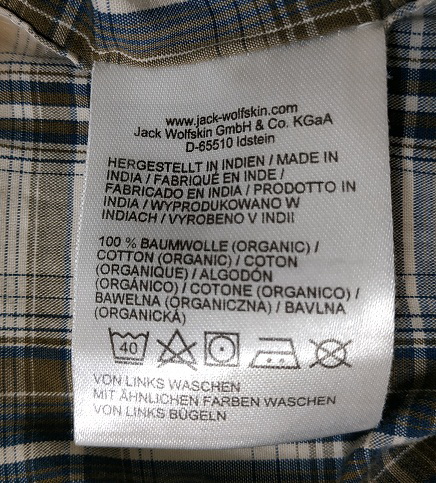 www.jack-wolfskin.com
Jack Wolfskin GmbH & Co. KGaA
D-65510 Idstein
HERGESTELLT IN INDIEN / MADE IN
INDIA / FABRIQUÉ EN INDE /
FABRICADO EN INDIA / PRODOTTO IN
INDIA / WYPRODUKOWANO W
INDIACH / VYROBENO V INDII
100 % BAUMWOLLE (ORGANIC) /
COTTON (ORGANIC) / COTON
(ORGANIQUE) / ALGODÓN
(ORGÁNICO) / COTONE (ORGANICO) /
BAWEŁNA (ORGANICZNA) / BAVLNA
(ORGANICKÁ)
40
VON LINKS WASCHEN
MIT ÄHNLICHEN FARBEN WASCHEN
VON LINKS BÜGELN